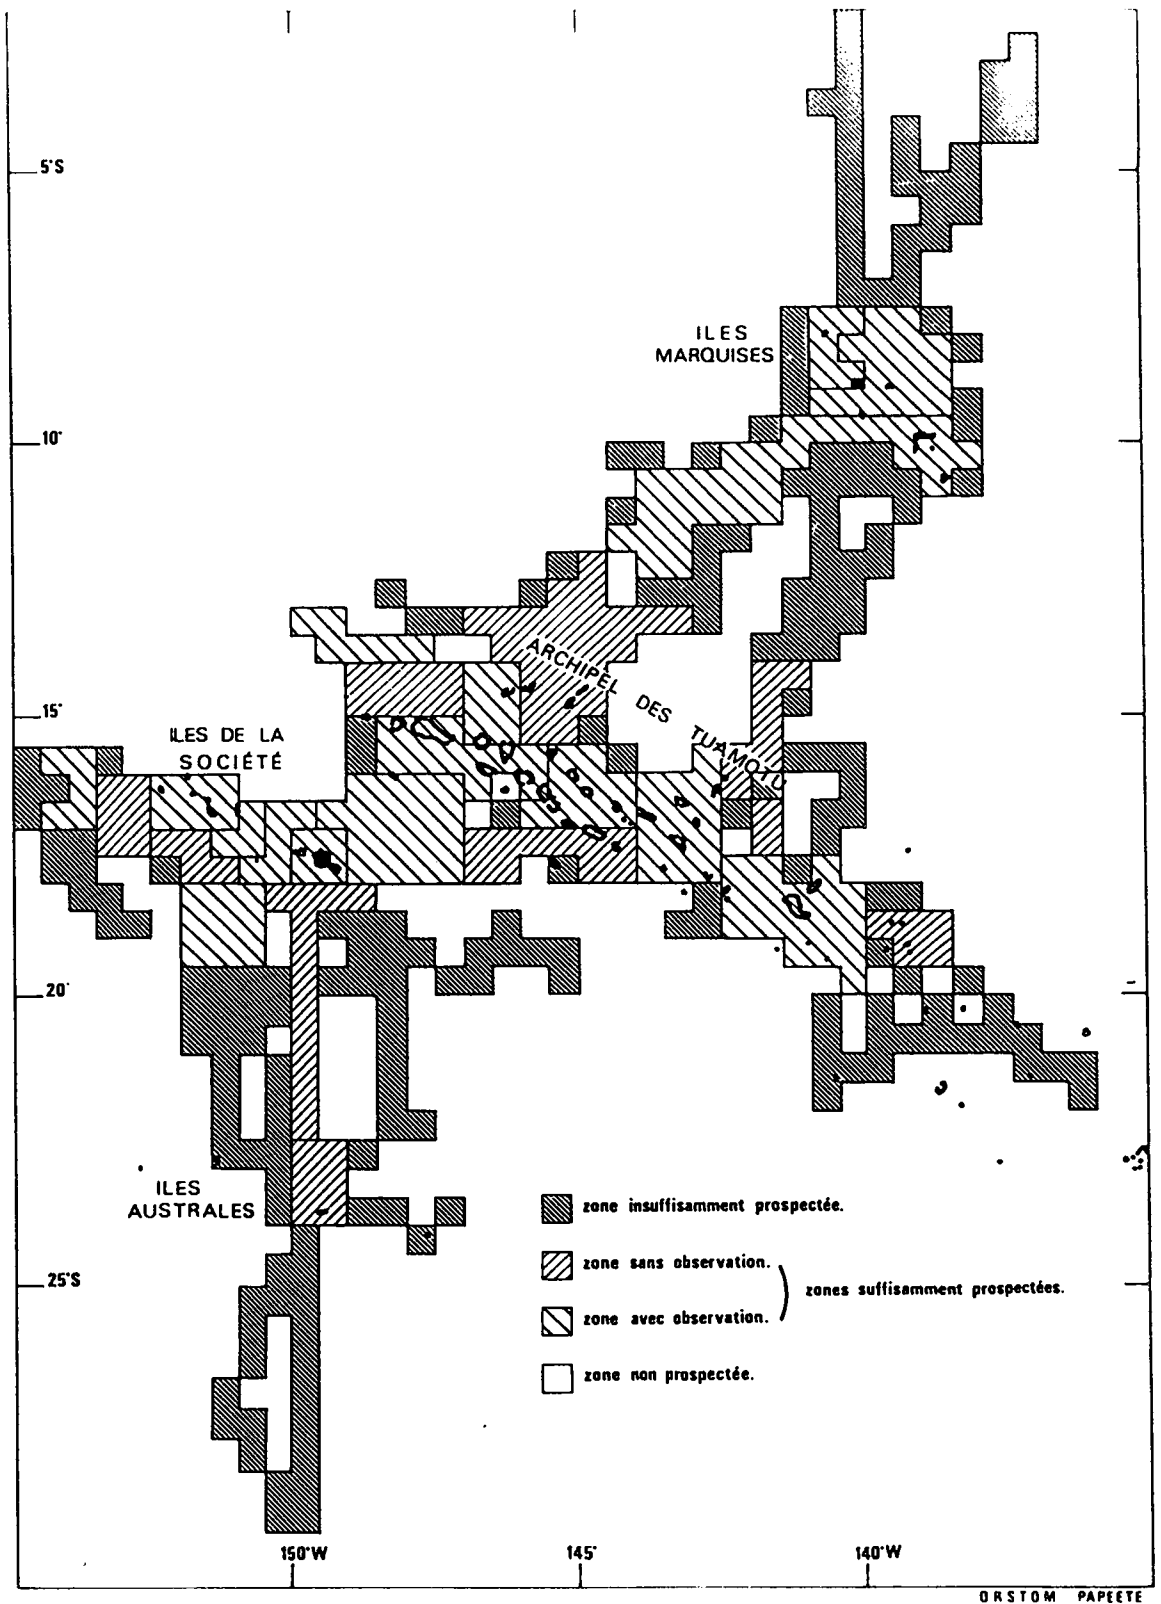 5°S
ILES
MARQUISES
10°
ARCHIPEL DES TUAMOTU
15°
ILES DE LA
SOCIÉTÉ
20°
ILES
AUSTRALES
zone insuffisamment prospectée.
zone sans observation.
zones suffisamment prospectées.
25°S
zone avec observation.
zone non prospectée.
150°W
145°
140°W
ORSTOM PAPEETE